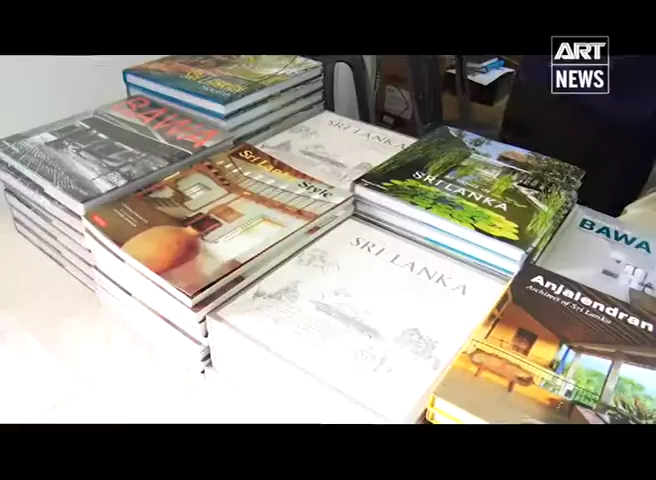 ART
NEWS
SRI LANKA
BAWA
Sri Lanka Style
SRI LANKA
SRI LANKA
BAWA
Anjalendran
Architect of Sri Lanka